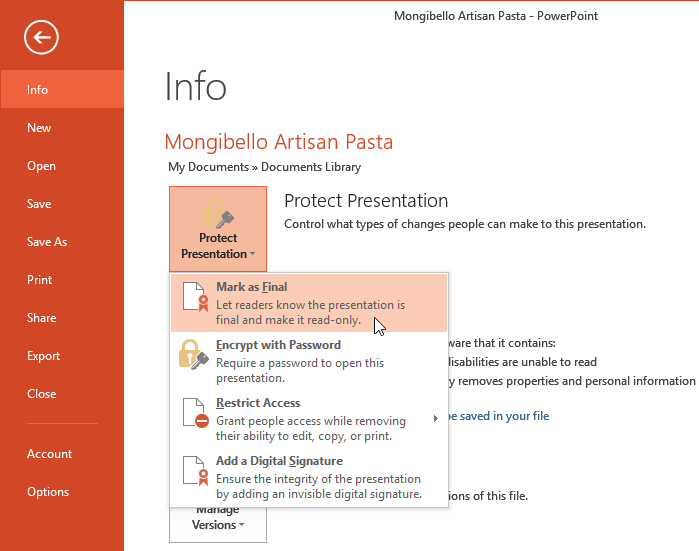 Mongibello Artisan Pasta - PowerPoint
Info
New
Open
Save
Save As
Print
Share
Export
Close
Account
Options
Info
Mongibello Artisan Pasta
My Documents » Documents Library
Protect
Presentation
Protect Presentation
Control what types of changes people can make to this presentation.
Mark as Final
Let readers know the presentation is
final and make it read-only.
Encrypt with Password
Require a password to open this
presentation.
Restrict Access
Grant people access while removing
their ability to edit, copy, or print.
Add a Digital Signature
Ensure the integrity of the presentation
by adding an invisible digital signature.
ware that it contains:
disabilities are unable to read
y removes properties and personal information
be saved in your file
ions of this file.
Manage
Versions